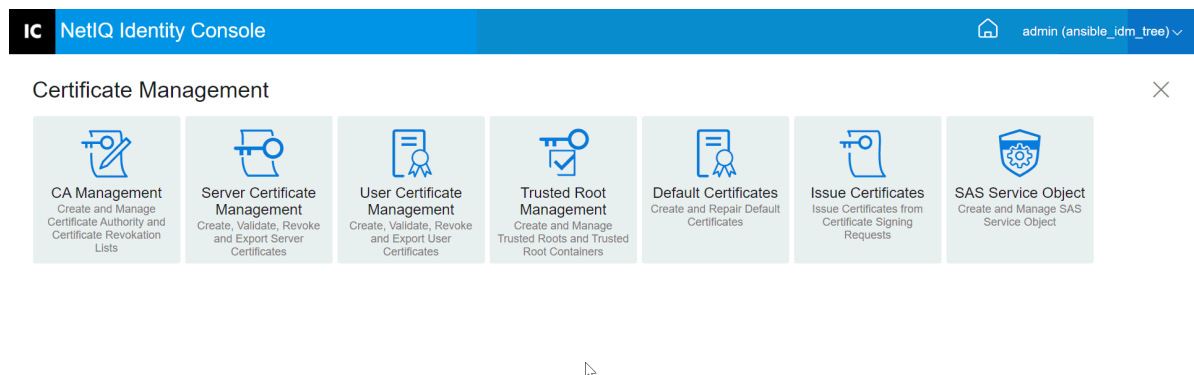 IC NetIQ Identity Console
admin (ansible_idm_tree)
Certificate Management
CA Management
Create and Manage
Certificate Authority and
Certificate Revokation
Lists
Server Certificate
Management
Create, Validate, Revoke
and Export Server
Certificates
User Certificate
Management
Create, Validate, Revoke
and Export User
Certificates
Trusted Root
Management
Create and Manage
Trusted Roots and Trusted
Root Containers
Default Certificates
Create and Repair Default
Certificates
Issue Certificates
Issue Certificates from
Certificate Signing
Requests
SAS Service Object
Create and Manage SAS
Service Object